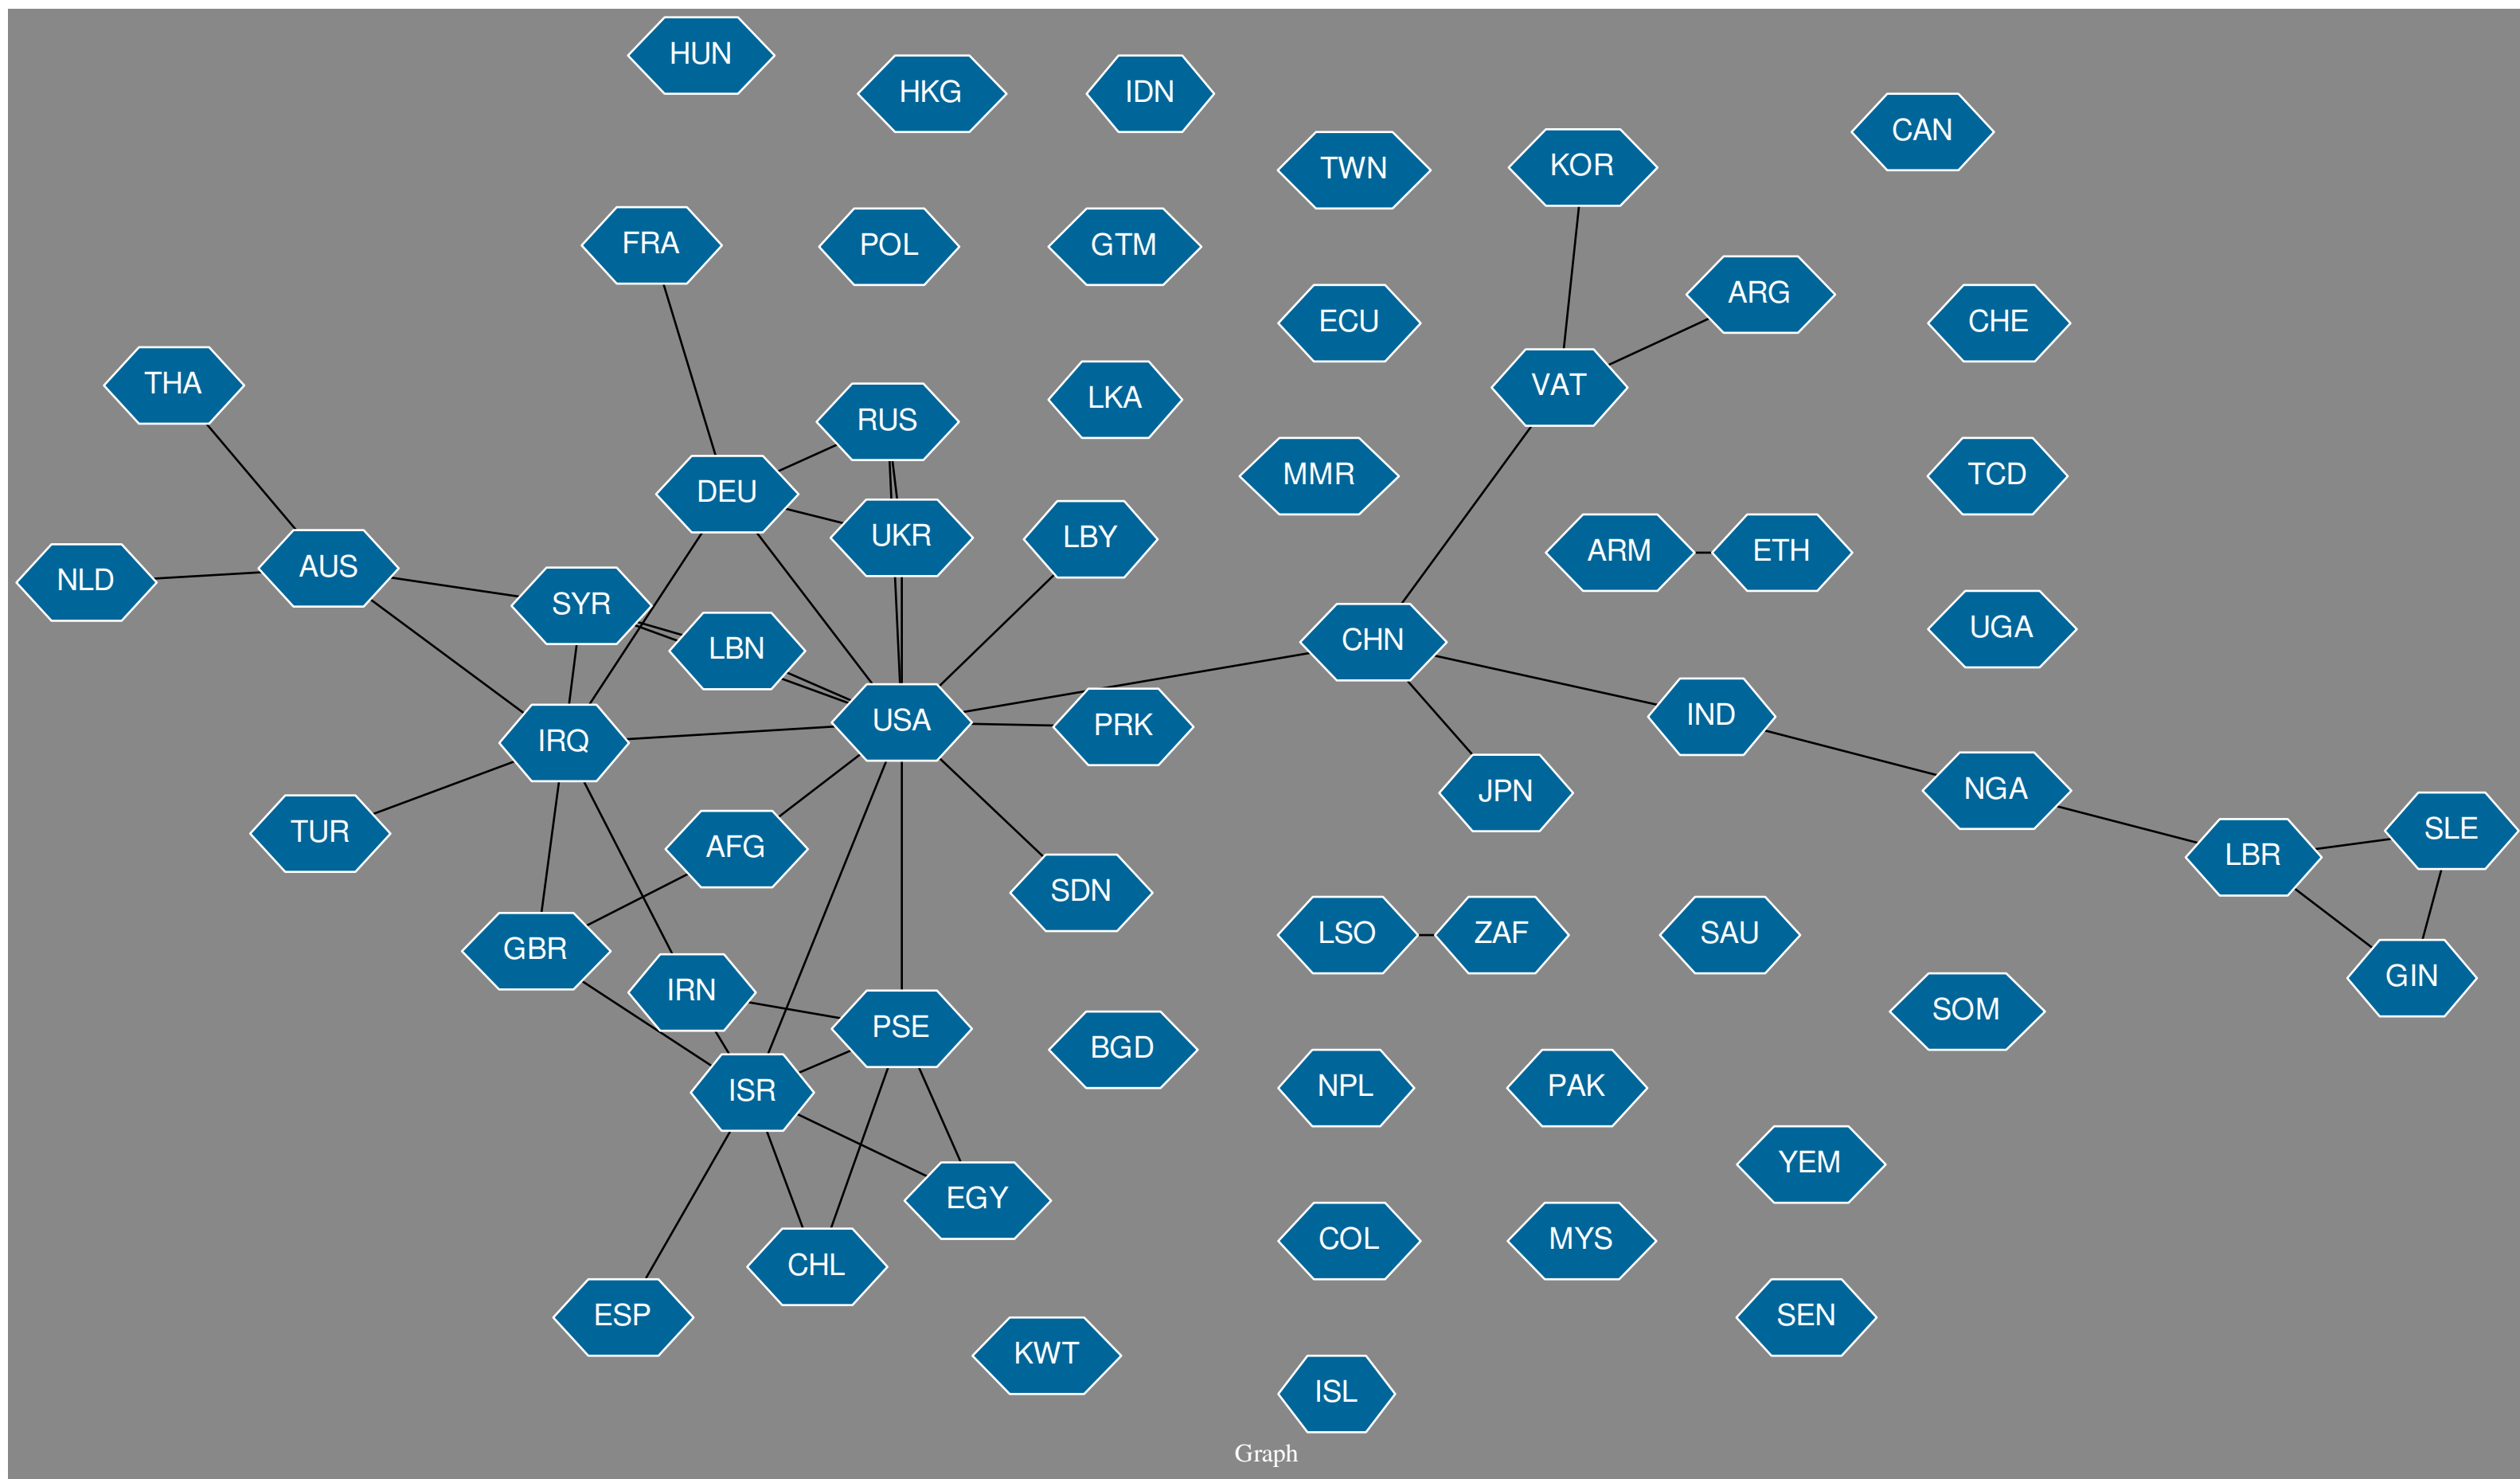 HUN
HKG
IDN
CAN
TWN
KOR
FRA
POL
GTM
ARG
ECU
CHE
THA
VAT
LKA
RUS
MMR
TCD
DEU
UKR
LBY
ARM
ETH
AUS
NLD
SYR
UGA
LBN
CHN
IND
USA
PRK
IRQ
NGA
JPN
TUR
SLE
AFG
LBR
SDN
LSO
ZAF
SAU
GBR
GIN
IRN
SOM
PSE
BGD
ISR
NPL
PAK
YEM
EGY
COL
MYS
CHL
ESP
SEN
KWT
ISL
Graph